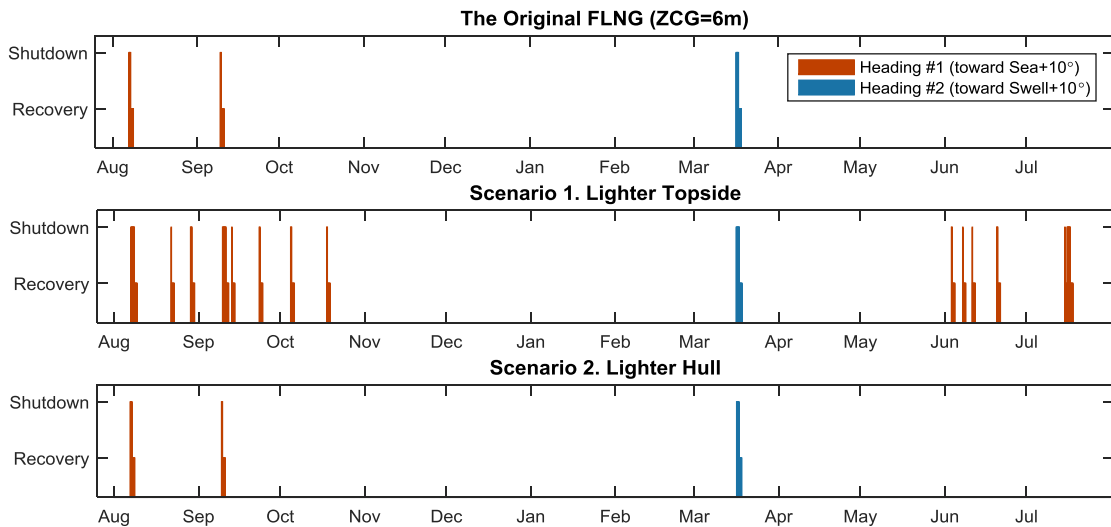 The Original FLNG (ZCG=6m)
Shutdown
Recovery
Heading #1 (toward Sea+10°)
Heading #2 (toward Swell+10°)
Aug Sep Oct Nov Dec Jan Feb Mar Apr May Jun Jul
Scenario 1. Lighter Topside
Shutdown
Recovery
Aug Sep Oct Nov Dec Jan Feb Mar Apr May Jun Jul
Scenario 2. Lighter Hull
Shutdown
Recovery
Aug Sep Oct Nov Dec Jan Feb Mar Apr May Jun Jul